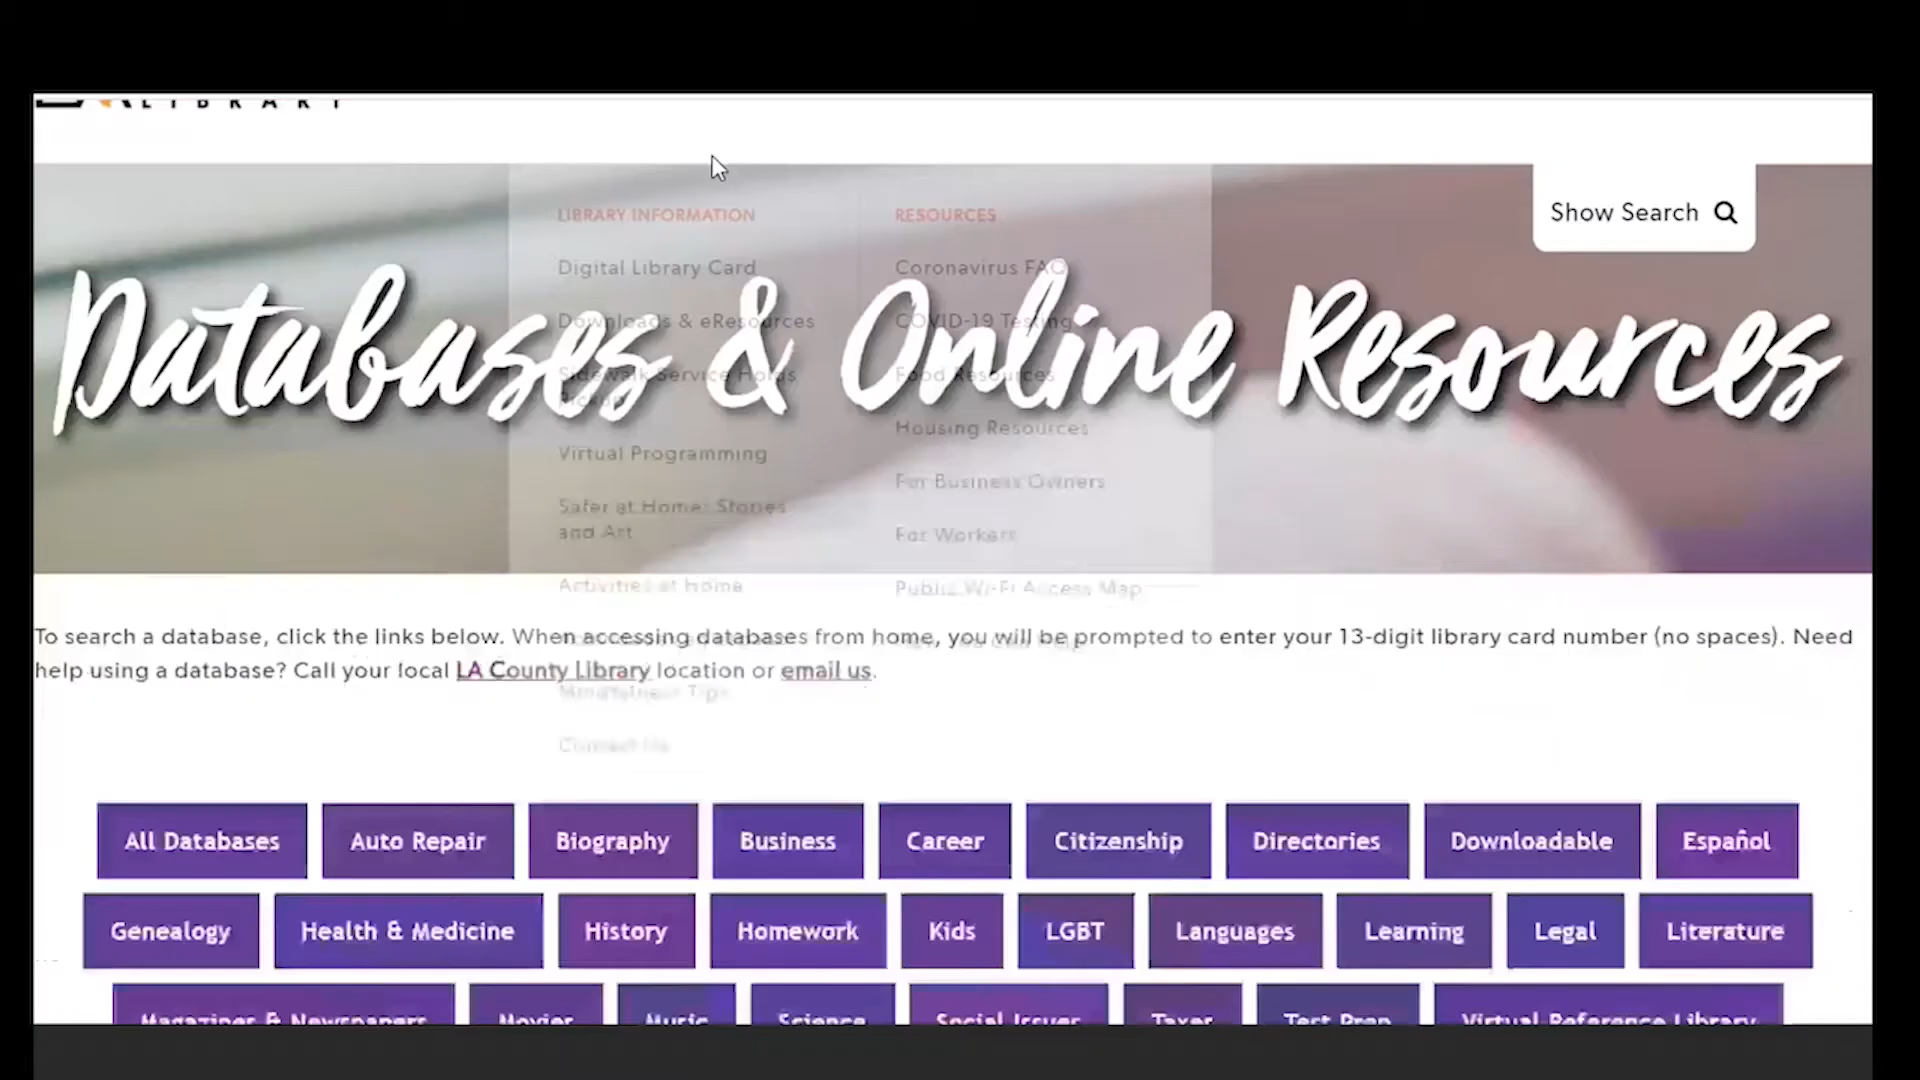 LIBRARY
Show Search
LIBRARY INFORMATION
RESOURCES
Digital Library Card
Coronavirus FAQ
Databases & Online Resources
Downloads & eResources
COVID-19 Testing
Sidewalk Service Holds
Pickup
Food Resources
Housing Resources
Virtual Programming
For Business Owners
Safer at Home: Stories
and Art
For Workers
Activities at Home
Public Wi-Fi Access Map
To search a database, click the links below. When accessing databases from home, you will be prompted to enter your 13-digit library card number (no spaces). Need
help using a database? Call your local LA County Library location or email us.
Mindfulness Tips
Contact Us
All Databases Auto Repair Biography Business Career Citizenship Directories Downloadable Español
Genealogy Health & Medicine History Homework Kids LGBT Languages Learning Legal Literature
Magazines & Newspapers Movies Music Science Social Issues Taxes Test Prep Virtual Reference Library